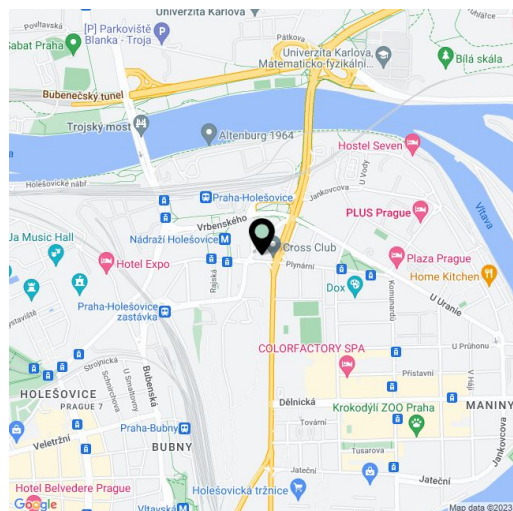 Univerzita Karlova
Povltavská
[P] Parkoviště
Blanka - Troja
Pátkova
Sabat Praha
Univerzita Karlova,
Matematicko-fyzikální...
Bílá skála
Bubenečský tunel
Trojský most
Altenburg 1964
Hostel Seven
Holešovické nábř
U Vody
Jankovcova
Praha-Holešovice
Vltava
PLUS Prague
Vrbenského
Nádraží Holešovice
Ja Music Hall
Cross Club
Hotel Expo
Plynární
Plaza Prague
Home Kitchen
Rajská
Dox
Komunardů
U Uranie
Praha-Holešovice
zastávka
COLORFACTORY SPA
U Průhonu
Strojnická
Přístavní
HOLEŠOVICE
PRAGUE 7
Schnirchova
U Smaltovny
Bubenská
V Háji
Dělnická
MANINY
Krokodýlí ZOO Praha
Praha-Bubny
Veletržní
Tovární
BUBNY
Tusarova
Jankovcova
Jateční
Jateční
Hotel Belvedere Prague
Holešovická tržnice
Google
Vltavská
Map data ©2023